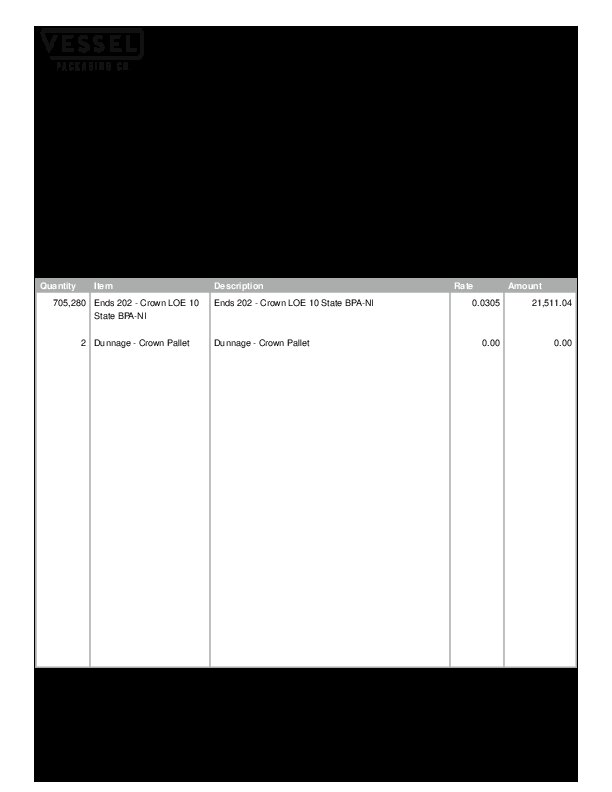 VESSEL
PACKAGING CO
Quantity Item Description Rate Amount
705,280 Ends 202 - Crown LOE 10 Ends 202 - Crown LOE 10 State BPA-NI 0.0305 21,511.04
State BPA-NI
2 Dunnage - Crown Pallet Dunnage - Crown Pallet 0.00 0.00